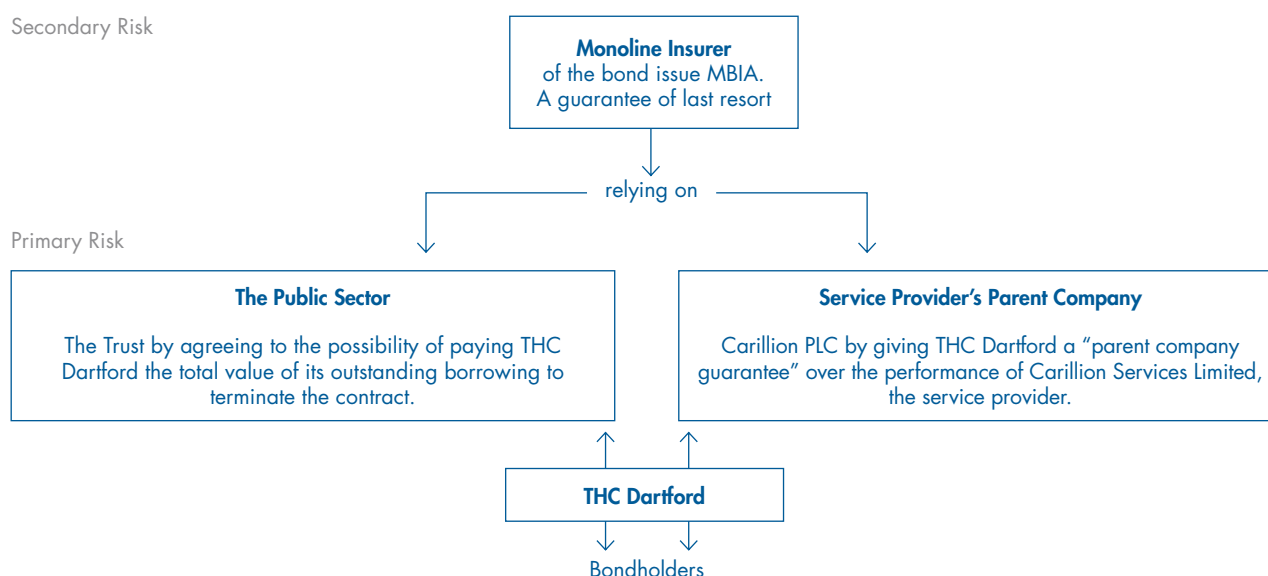 Secondary Risk
Monoline Insurer
of the bond issue MBIA.
A guarantee of last resort
relying on
Primary Risk
The Public Sector
The Trust by agreeing to the possibility of paying THC
Dartford the total value of its outstanding borrowing to
terminate the contract.
Service Provider’s Parent Company
Carillion PLC by giving THC Dartford a “parent company
guarantee” over the performance of Carillion Services Limited,
the service provider.
THC Dartford
Bondholders